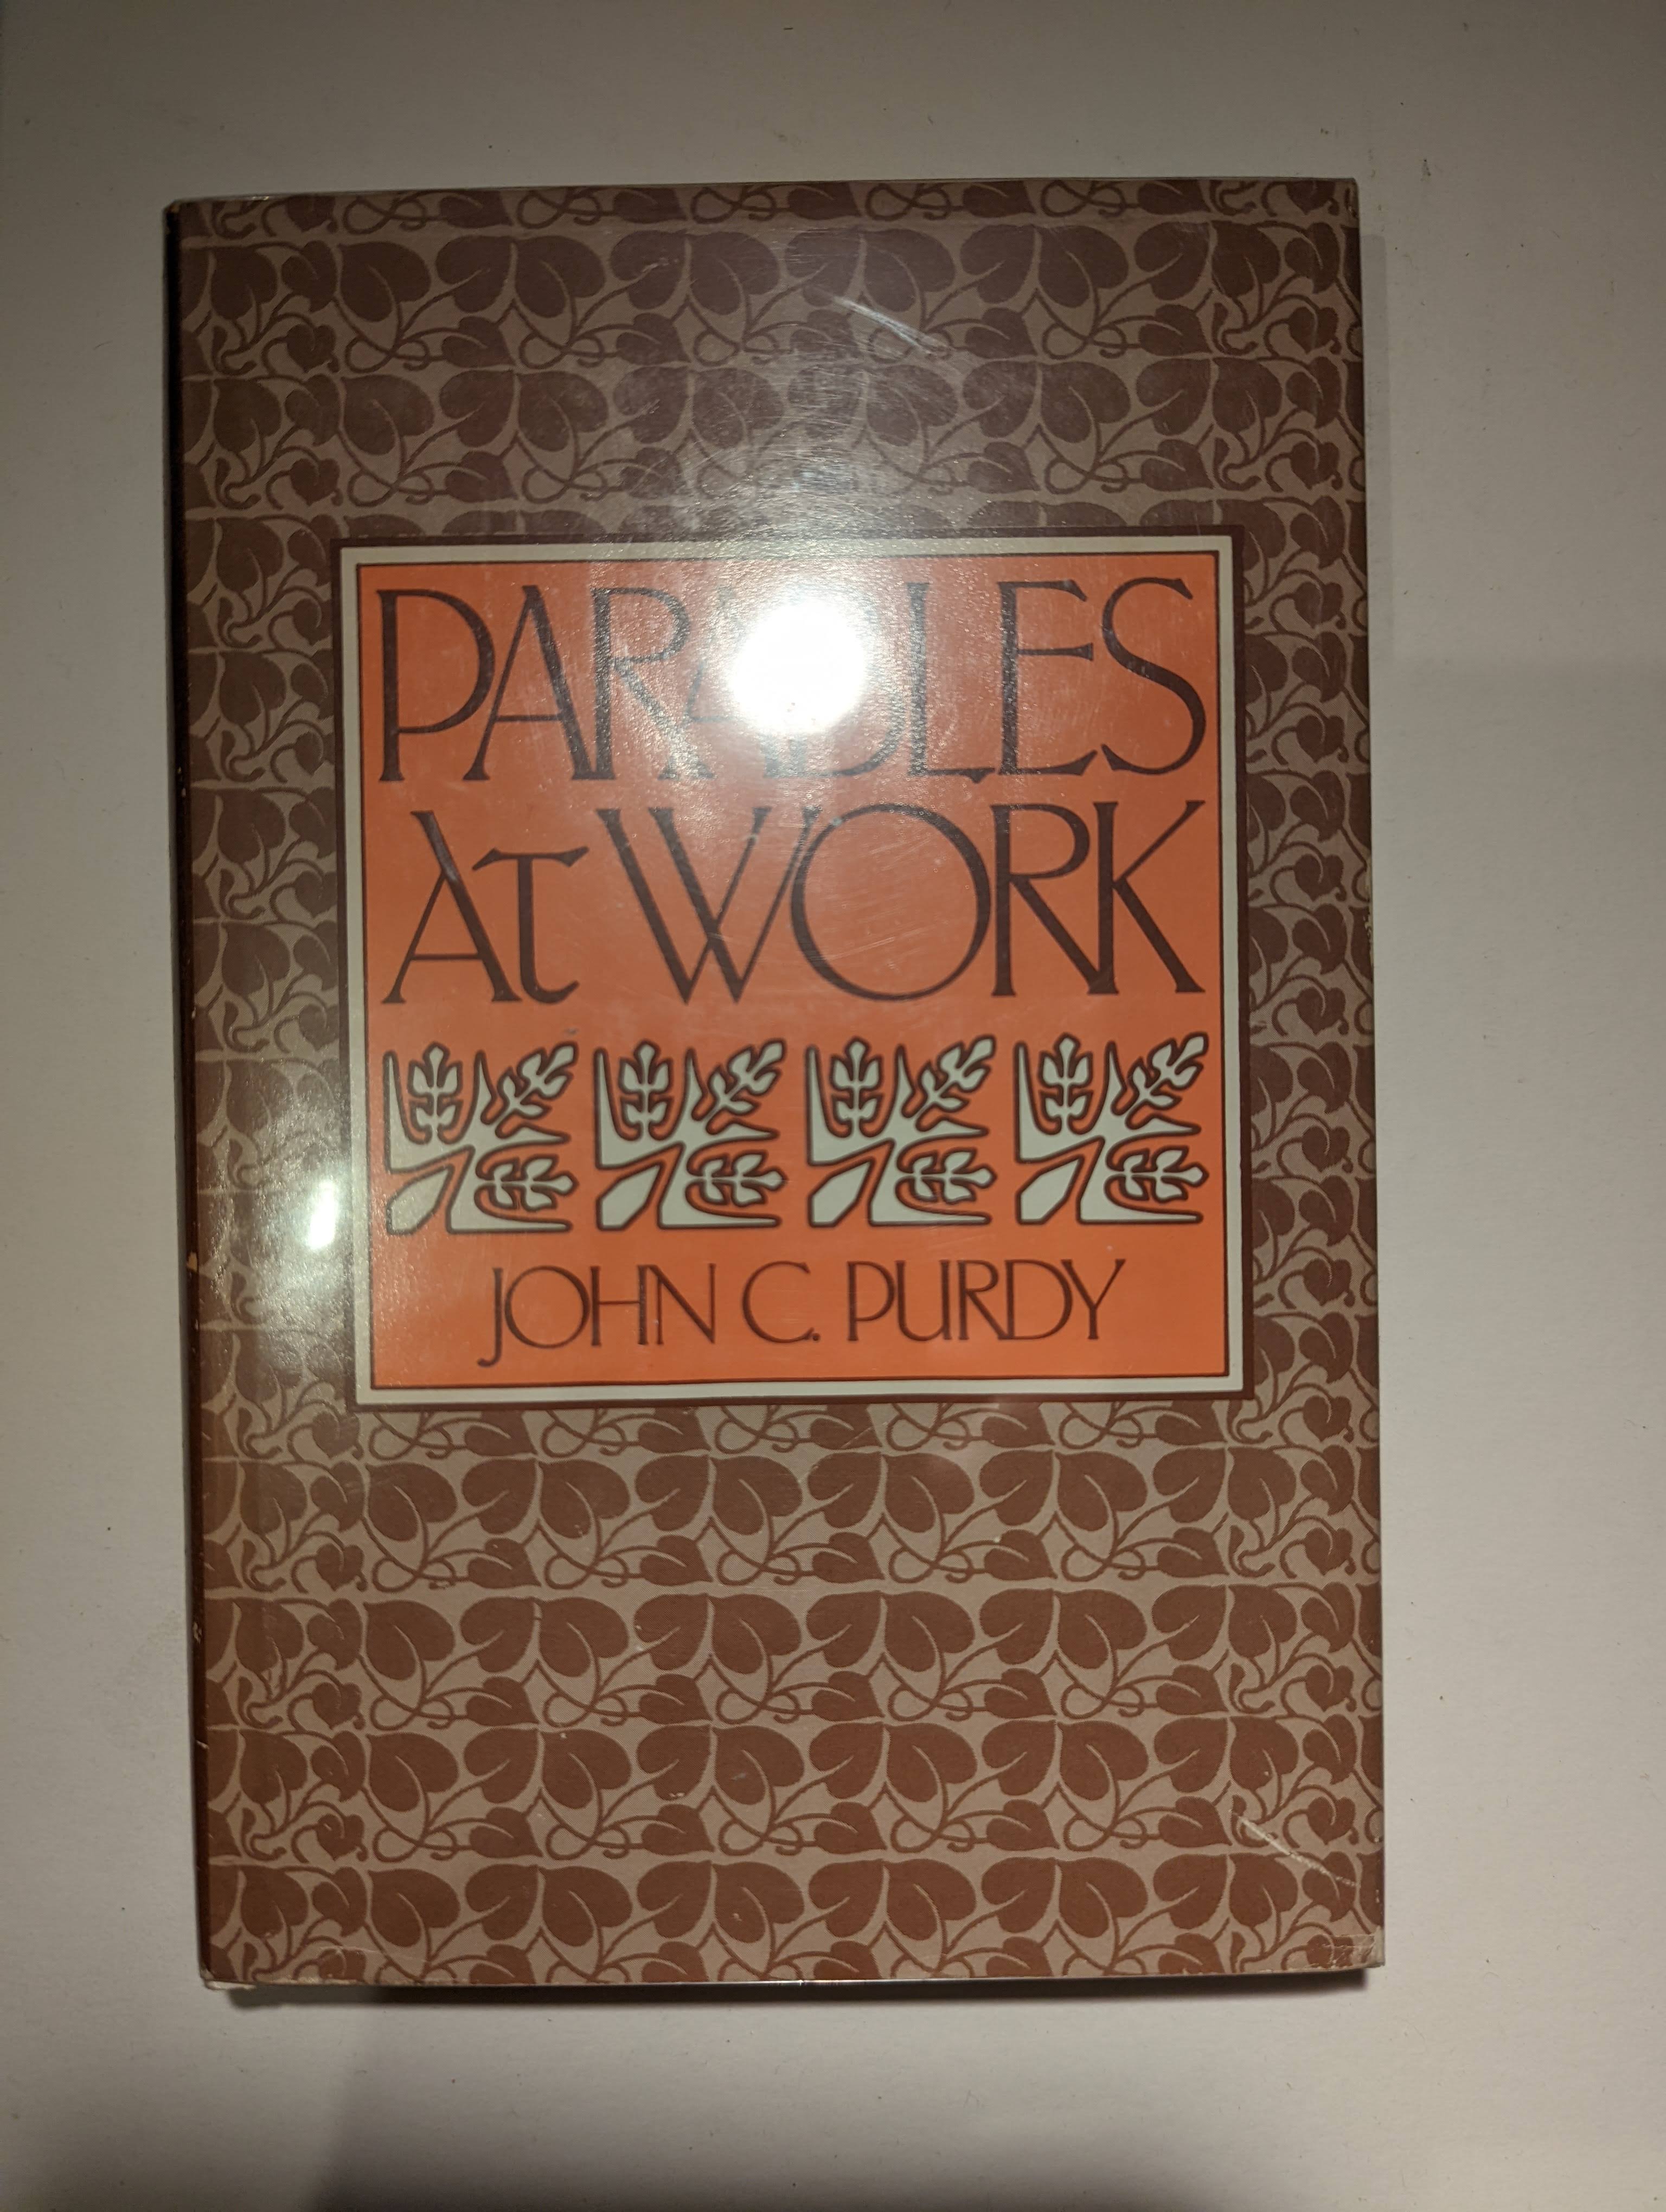 PARABLES
AT WORK
JOHN C. PURDY